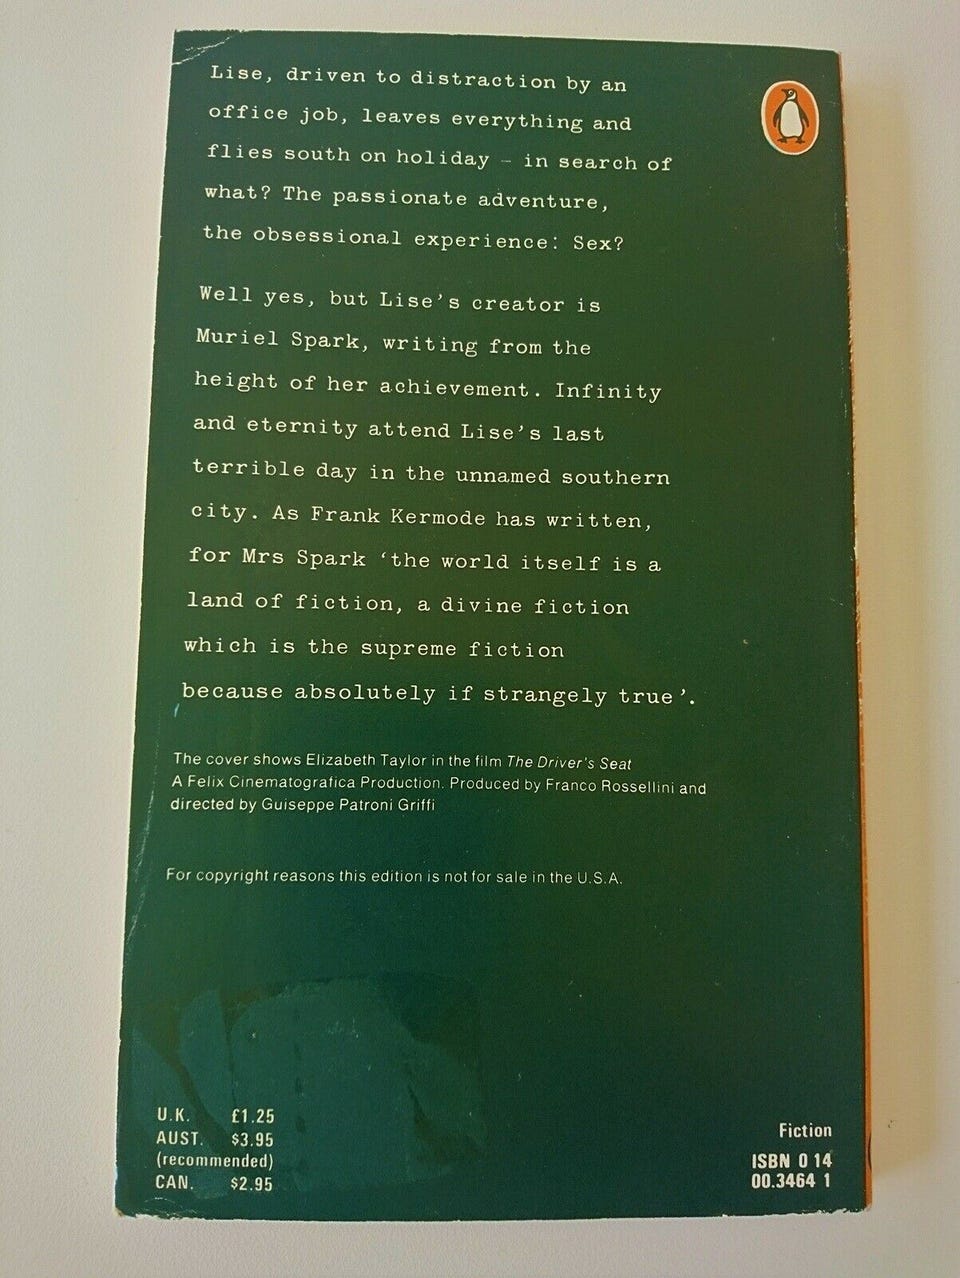 Lise, driven to distraction by an
office job, leaves everything and
flies south on holiday – in search of
what? The passionate adventure,
the obsessional experience: Sex?
Well yes, but Lise’s creator is
Muriel Spark, writing from the
height of her achievement. Infinity
and eternity attend Lise’s last
terrible day in the unnamed southern
city. As Frank Kermode has written,
for Mrs Spark ‘the world itself is a
land of fiction, a divine fiction
which is the supreme fiction
because absolutely if strangely true’.
The cover shows Elizabeth Taylor in the film The Driver's Seat
A Felix Cinematografica Production. Produced by Franco Rossellini and
directed by Guiseppe Patroni Griffi
For copyright reasons this edition is not for sale in the U.S.A.
U.K. £1.25
AUST. $3.95
(recommended)
CAN. $2.95
Fiction
ISBN 0 14
00.3464 1